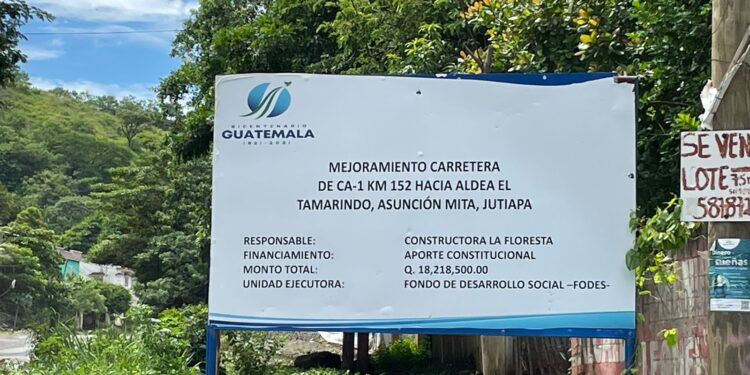 BICENTENARIO
GUATEMALA
1821-2021
MEJORAMIENTO CARRETERA
DE CA-1 KM 152 HACIA ALDEA EL
TAMARINDO, ASUNCIÓN MITA, JUTIAPA
RESPONSABLE: CONSTRUCTORA LA FLORESTA
FINANCIAMIENTO: APORTE CONSTITUCIONAL
MONTO TOTAL: Q. 18,218,500.00
UNIDAD EJECUTORA: FONDO DE DESARROLLO SOCIAL –FODES-
SE VEN
LOTE